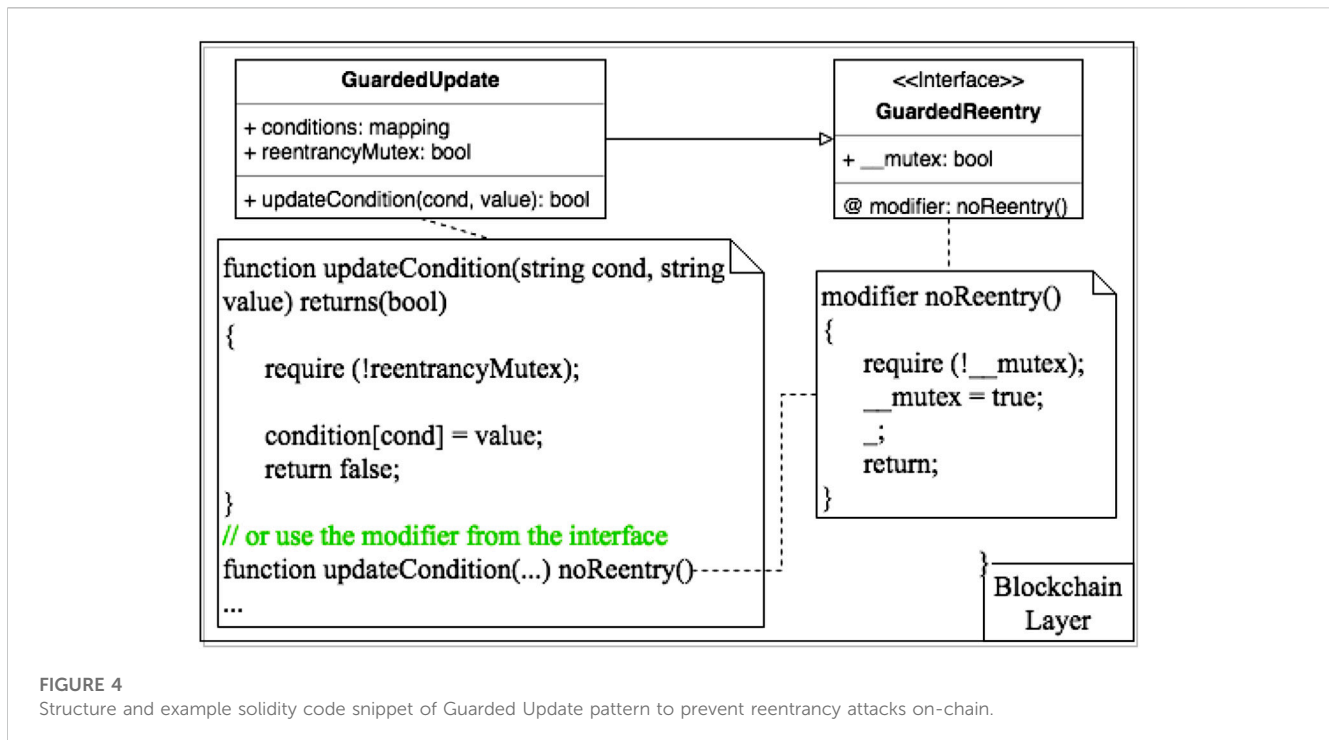 GuardedUpdate
+ conditions: mapping
+ reentrancyMutex: bool
+ updateCondition(cond, value): bool
<<Interface>>
GuardedReentry
+ __mutex: bool
@ modifier: noReentry()
function updateCondition(string cond, string
value) returns(bool)
{
require (!reentrancyMutex);
condition[cond] = value;
return false;
}
// or use the modifier from the interface
function updateCondition(...) noReentry()
...
modifier noReentry()
{
require (!__mutex);
__mutex = true;
_;
return;
}
}
Blockchain
Layer
FIGURE 4
Structure and example solidity code snippet of Guarded Update pattern to prevent reentrancy attacks on-chain.